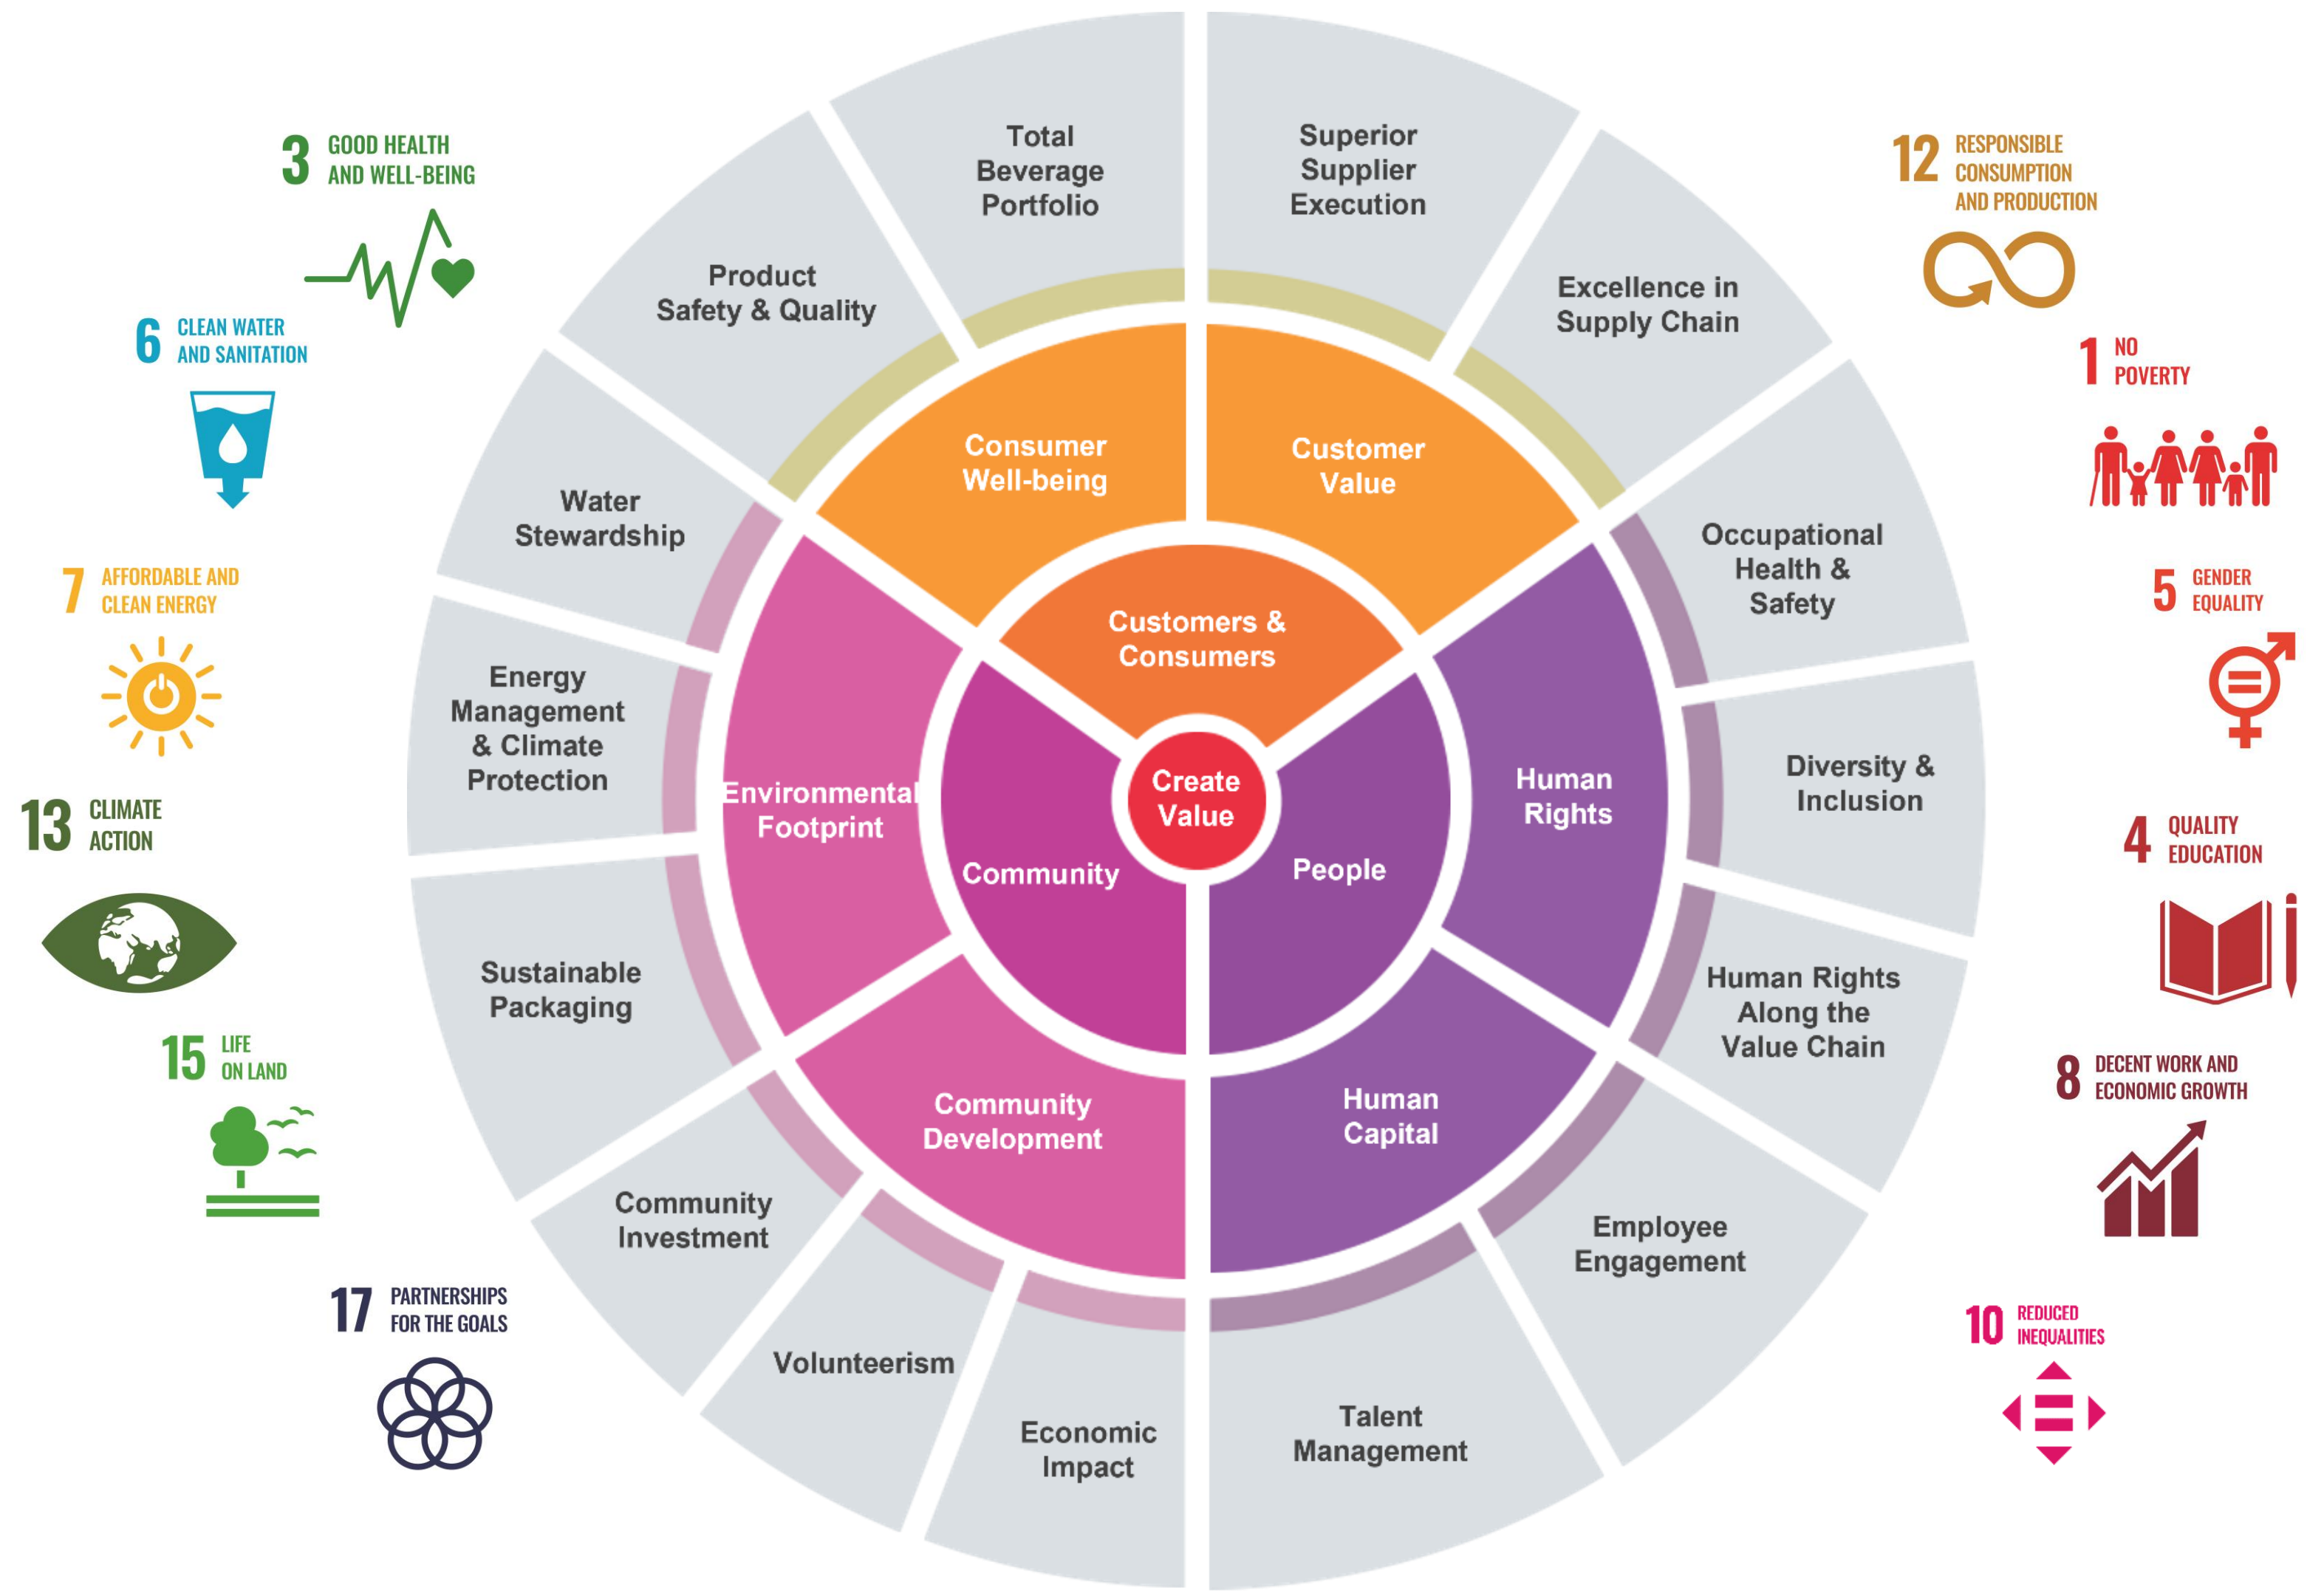 3
GOOD HEALTH
AND WELL-BEING
6
CLEAN WATER
AND SANITATION
7
AFFORDABLE AND
CLEAN ENERGY
13
CLIMATE
ACTION
15
LIFE
ON LAND
17
PARTNERSHIPS
FOR THE GOALS
Total
Beverage
Portfolio
Superior
Supplier
Execution
Product
Safety & Quality
Excellence in
Supply Chain
Water
Stewardship
Occupational
Health &
Safety
Energy
Management
& Climate
Protection
Diversity &
Inclusion
Sustainable
Packaging
Human Rights
Along the
Value Chain
Community
Investment
Employee
Engagement
Volunteerism
Economic
Impact
Talent
Management
Consumer
Well-being
Customer
Value
Customers &
Consumers
Environmental
Footprint
Community
Create
Value
People
Human
Rights
Community
Development
Human
Capital
12
RESPONSIBLE
CONSUMPTION
AND PRODUCTION
1
NO
POVERTY
5
GENDER
EQUALITY
4
QUALITY
EDUCATION
8
DECENT WORK AND
ECONOMIC GROWTH
10
REDUCED
INEQUALITIES